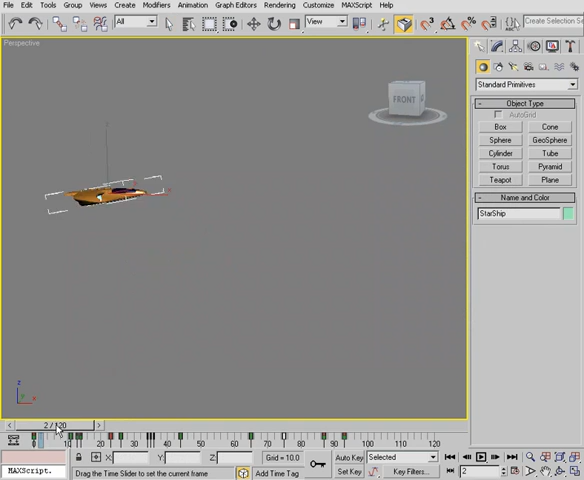 File Edit Tools Group Views Create Modifiers Animation Graph Editors Rendering Customize MAXScript Help
All View 3 Create Selection
Perspective
FRONT
Standard Primitives
- Object Type
AutoGrid
Box Cone
Sphere GeoSphere
Cylinder Tube
Torus Pyramid
Teapot Plane
- Name and Color
StarShip
z
x
< 2 / 120 >
0 10 20 30 40 50 60 70 80 90 100 110 120
X: Y: Z: Grid = 10.0 Auto Key Selected
MAXScript. Drag the Time Slider to set the current frame Add Time Tag Set Key Key Filters... 2